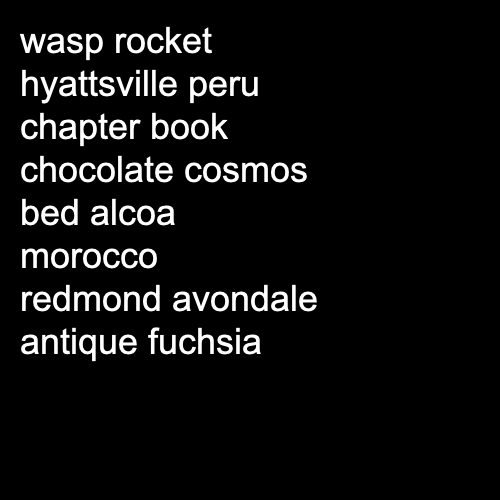 wasp rocket
hyattsville peru
chapter book
chocolate cosmos
bed alcoa
morocco
redmond avondale
antique fuchsia